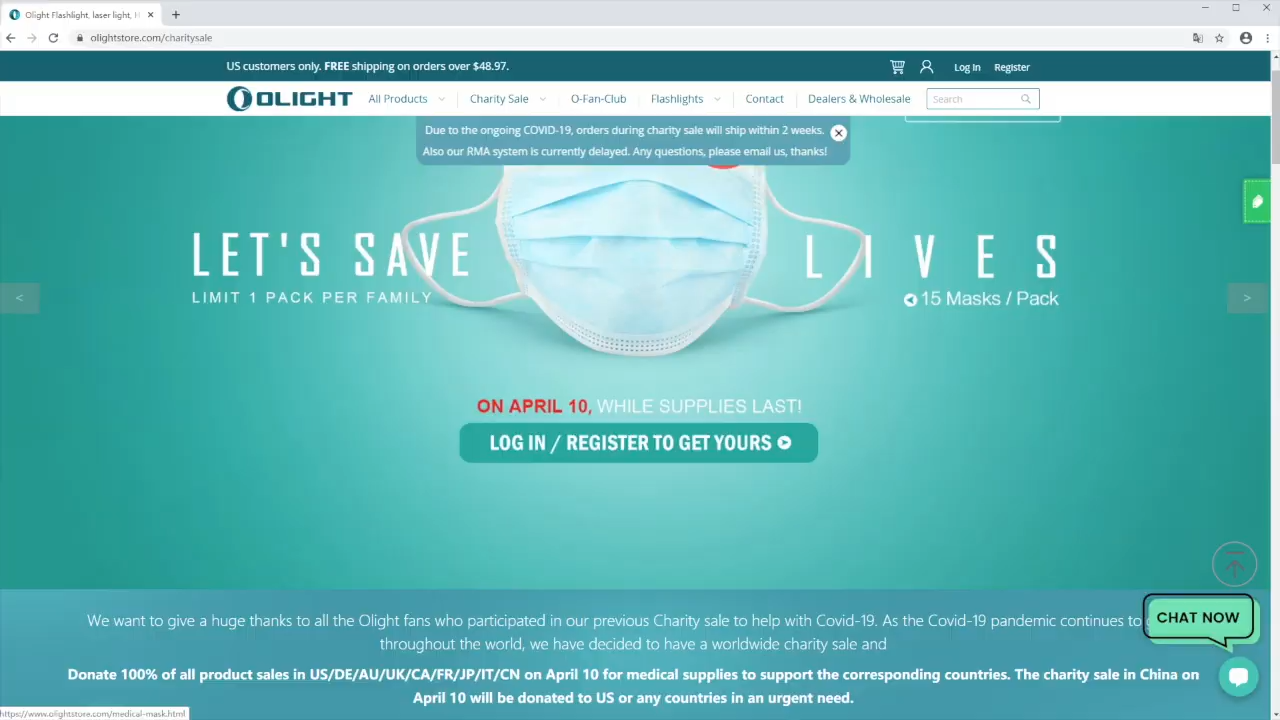 Olight Flashlight, laser light, H
olightstore.com/charitysale
US customers only. FREE shipping on orders over $48.97.
Log In Register
OLIGHT
All Products
Charity Sale
O-Fan-Club
Flashlights
Contact
Dealers & Wholesale
Search
Due to the ongoing COVID-19, orders during charity sale will ship within 2 weeks.
Also our RMA system is currently delayed. Any questions, please email us, thanks!
LET'S SAVE LIVES
LIMIT 1 PACK PER FAMILY
15 Masks / Pack
<
>
ON APRIL 10, WHILE SUPPLIES LAST!
LOG IN / REGISTER TO GET YOURS
We want to give a huge thanks to all the Olight fans who participated in our previous Charity sale to help with Covid-19. As the Covid-19 pandemic continues to
throughout the world, we have decided to have a worldwide charity sale and
CHAT NOW
Donate 100% of all product sales in US/DE/AU/UK/CA/FR/JP/IT/CN on April 10 for medical supplies to support the corresponding countries. The charity sale in China on
April 10 will be donated to US or any countries in an urgent need.
https://www.olightstore.com/medical-mask.html